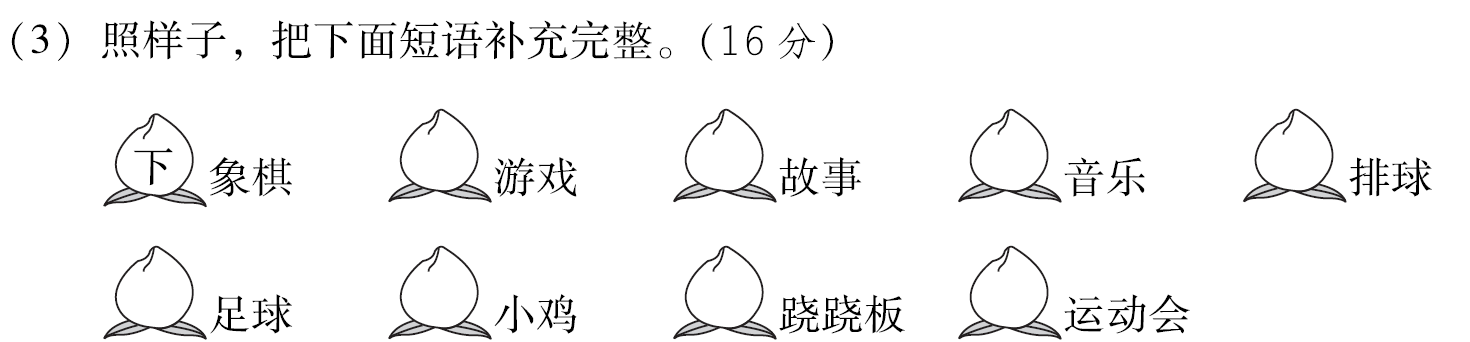 （3）照样子，把下面短语补充完整。（16 分）
下 象棋 游戏 故事 音乐 排球
足球 小鸡 跷跷板 运动会